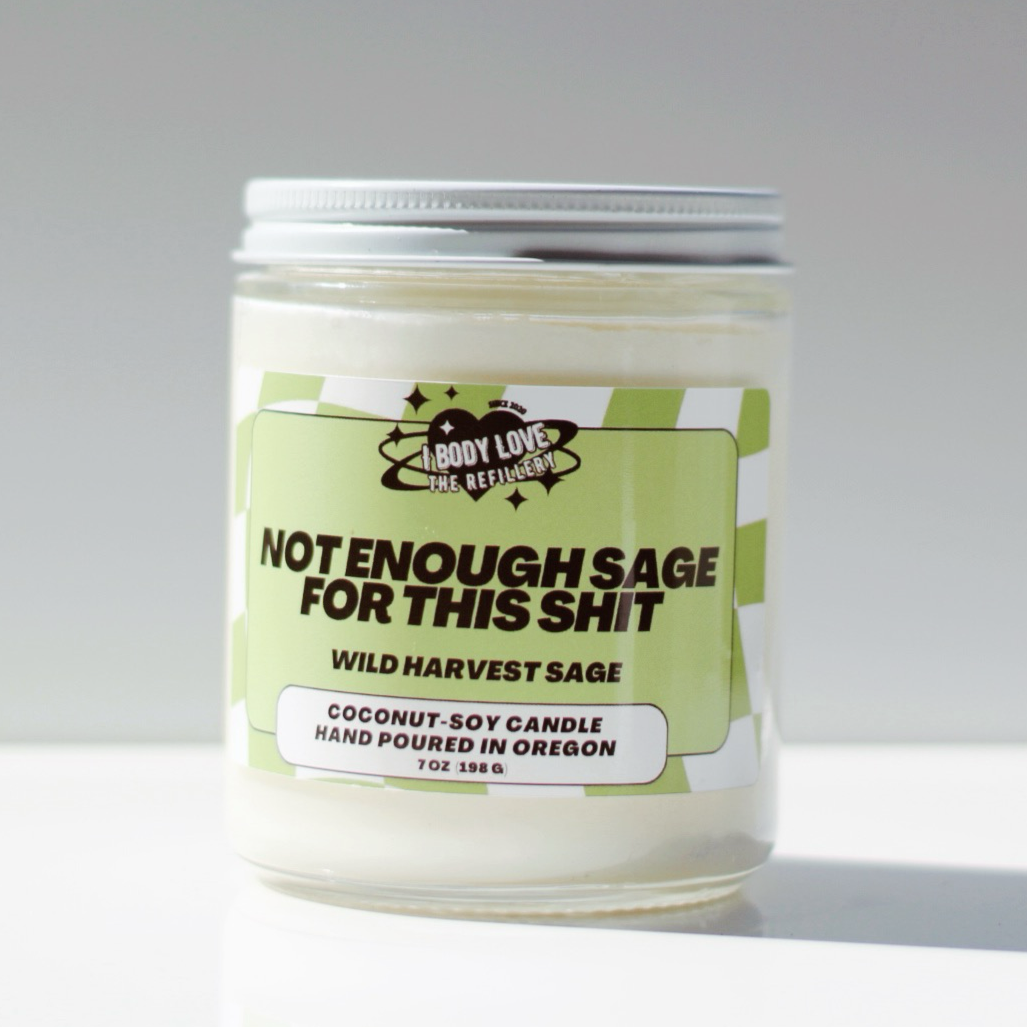 SINCE 2020
I BODY LOVE
THE REFILLERY
NOT ENOUGH SAGE
FOR THIS SHIT
WILD HARVEST SAGE
COCONUT-SOY CANDLE
HAND POURED IN OREGON
7 OZ (198 G)